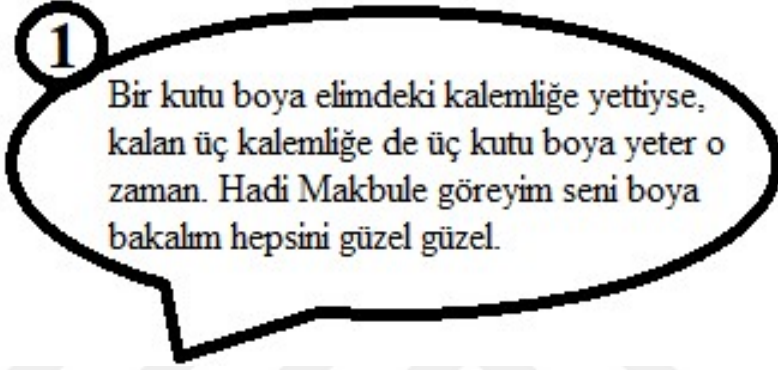 1
Bir kutu boya elimdeki kalemliğe yettiyse,
kalan üç kalemliğe de üç kutu boya yeter o
zaman. Hadi Makbule göreyim seni boya
bakalım hepsini güzel güzel.